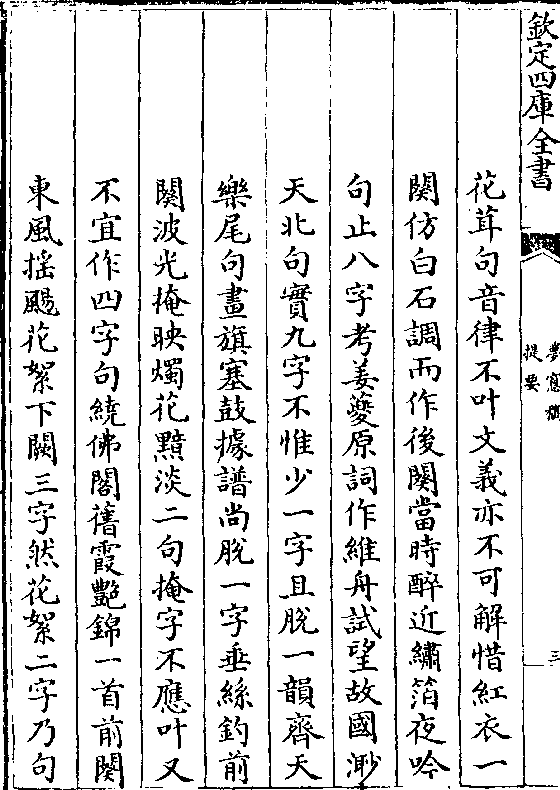 欽定四庫全書
提要
三
花茸句音律不叶文義亦不可解惜紅衣一
闋仿白石調而作後闋當時醉近繡箔夜吟
句止八字考姜夔原詞作維舟試望故國渺
天北句實九字不惟少一字且脫一韻齊天
樂尾句畫旗塞鼓據譜尚脫一字垂絲釣前
闋波光掩映燭花黯淡二句掩字不應叶又
不宜作四字句繞佛閣舊霞艷錦一首前闋
東風揺颺花絮下闕三字然花絮二字乃句